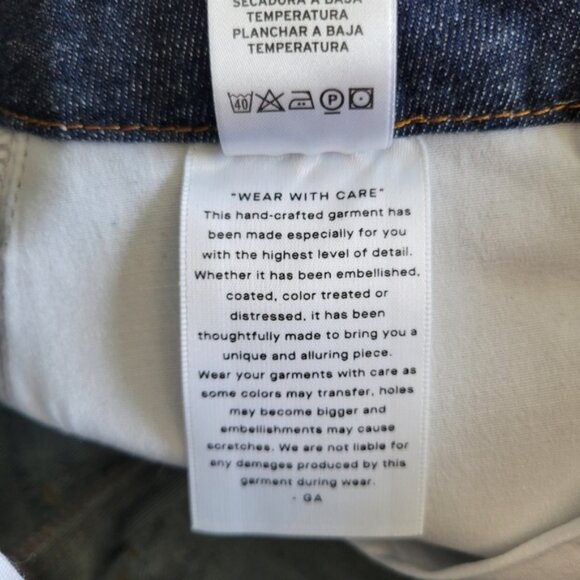 SECADORA A BAJA
TEMPERATURA
PLANCHAR A BAJA
TEMPERATURA
40 P
"WEAR WITH CARE"
This hand-crafted garment has
been made especially for you
with the highest level of detail.
Whether it has been embellished,
coated, color treated or
distressed, it has been
thoughtfully made to bring you a
unique and alluring piece.
Wear your garments with care as
some colors may transfer, holes
may become bigger and
embellishments may cause
scratches. We are not liable for
any damages produced by this
garment during wear.
- GA